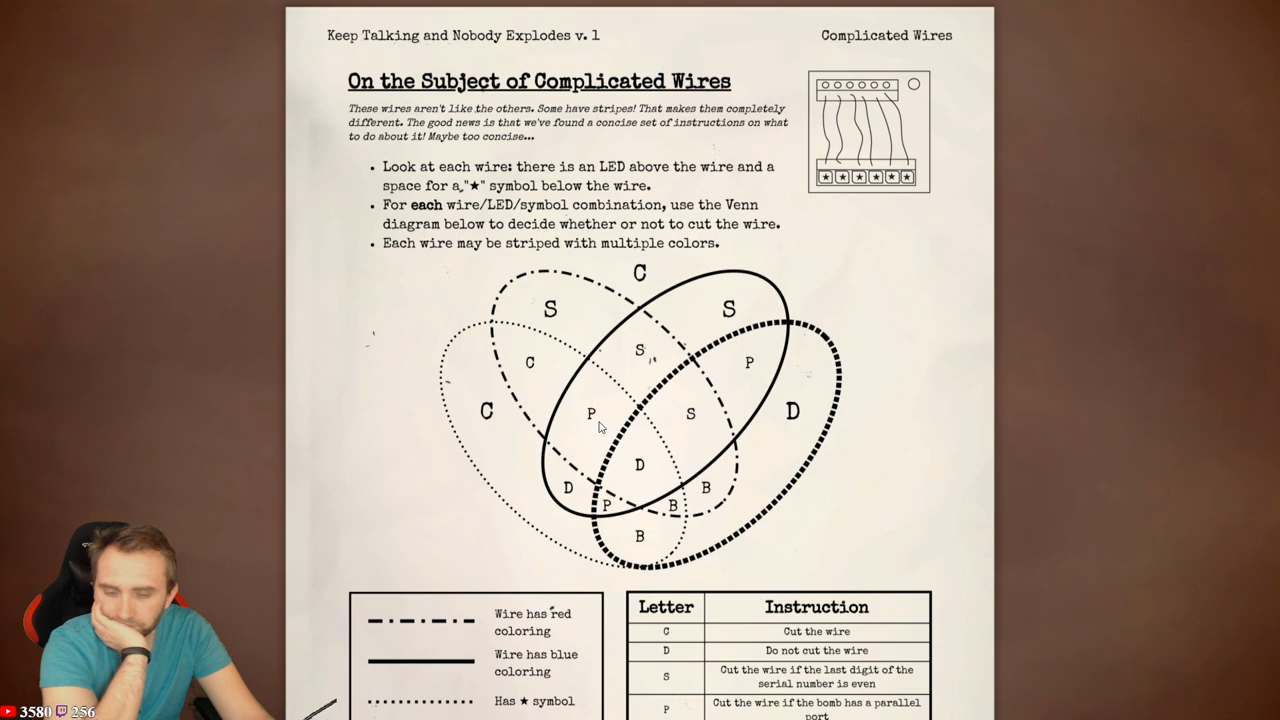 Keep Talking and Nobody Explodes v. 1
Complicated Wires
On the Subject of Complicated Wires
These wires aren't like the others. Some have stripes! That makes them completely
different. The good news is that we've found a concise set of instructions on what
to do about it! Maybe too concise...
• Look at each wire: there is an LED above the wire and a
space for a "★" symbol below the wire.
• For each wire/LED/symbol combination, use the Venn
diagram below to decide whether or not to cut the wire.
• Each wire may be striped with multiple colors.
C
S S
S
C P
C P S D
D
D B
P B
B
Wire has red
coloring
Wire has blue
coloring
Has ★ symbol
Letter Instruction
C Cut the wire
D Do not cut the wire
S Cut the wire if the last digit of the
serial number is even
P Cut the wire if the bomb has a parallel
port
3580 256